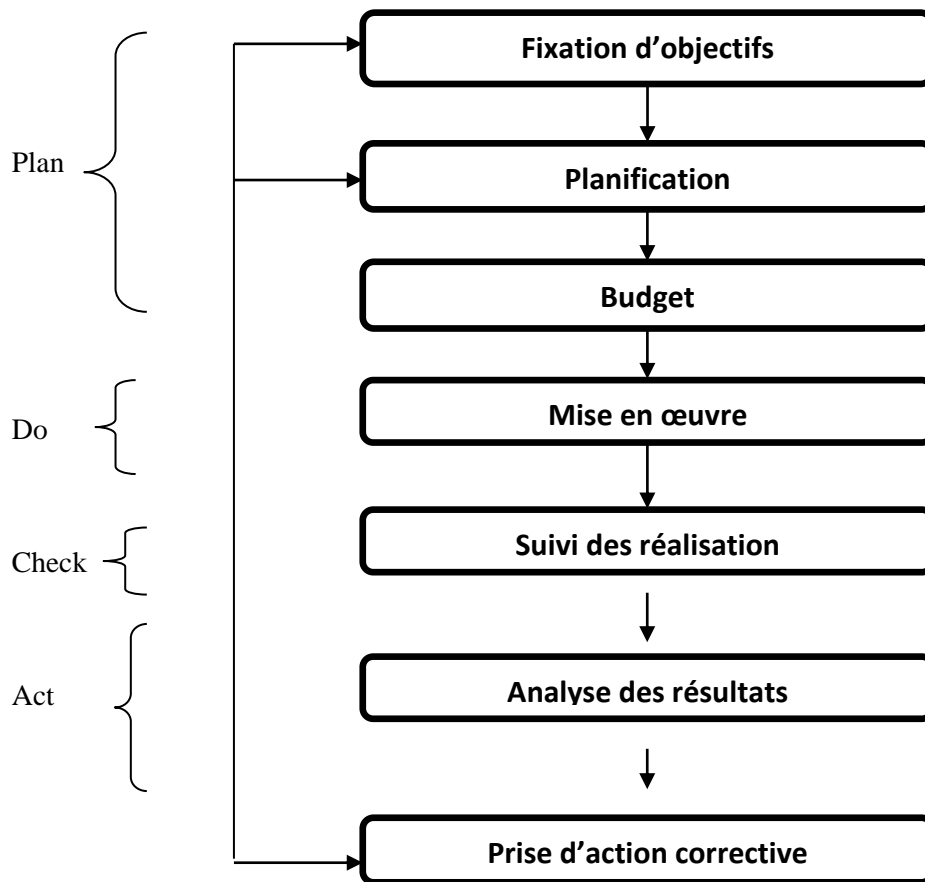 Fixation d’objectifs
Plan
Planification
Budget
Do
Mise en œuvre
Check
Suivi des réalisation
Act
Analyse des résultats
Prise d’action corrective